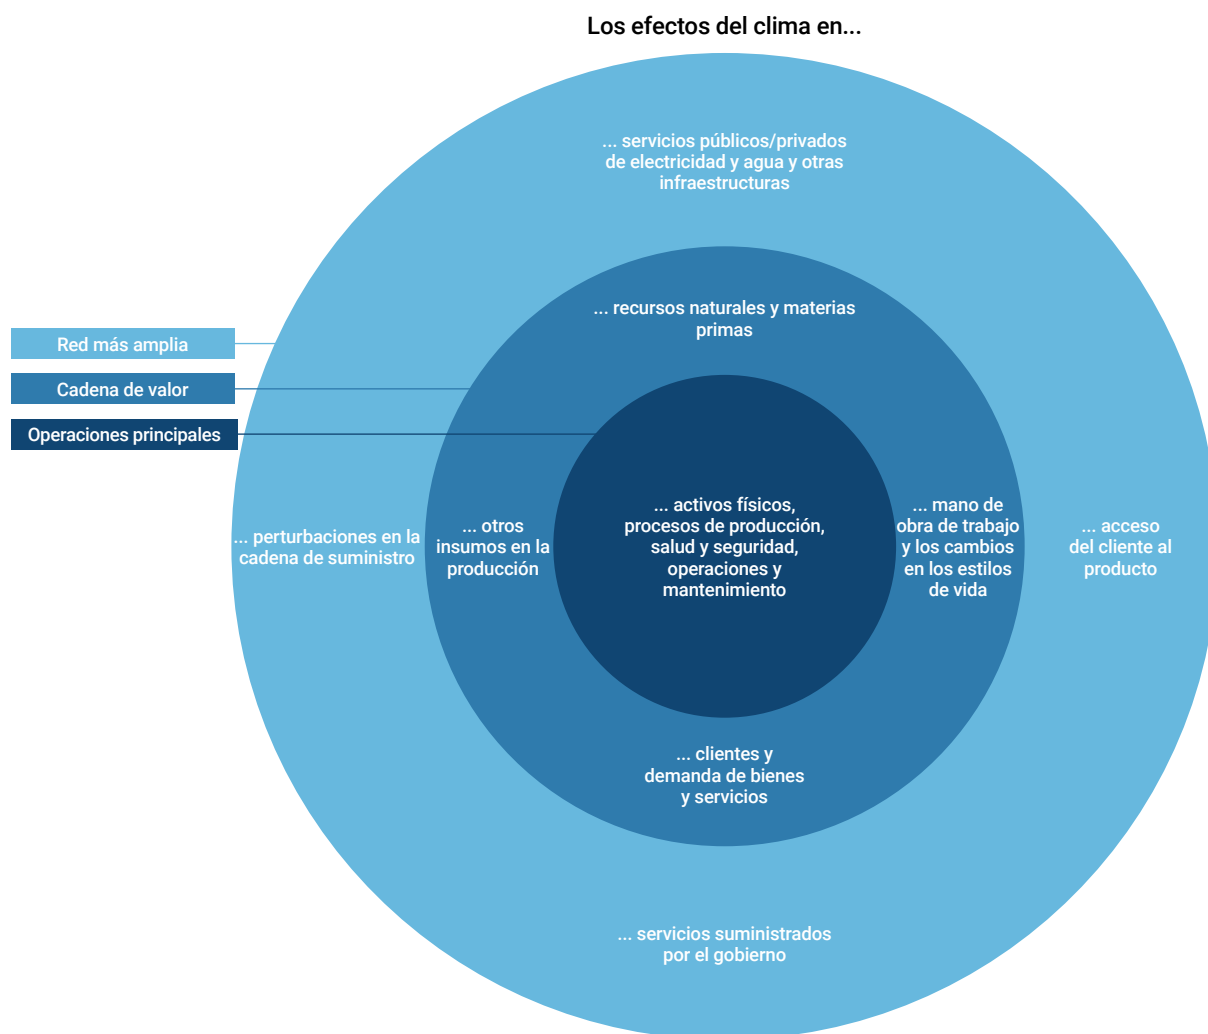 Los efectos del clima en...
... servicios públicos/privados
de electricidad y agua y otras
infraestructuras
... recursos naturales y materias
primas
Red más amplia
Cadena de valor
Operaciones principales
... perturbaciones en la
cadena de suministro
... otros
insumos en la
producción
... activos físicos,
procesos de producción,
salud y seguridad,
operaciones y
mantenimiento
... mano de
obra de trabajo
y los cambios
en los estilos
de vida
... acceso
del cliente al
producto
... clientes y
demanda de bienes
y servicios
... servicios suministrados
por el gobierno